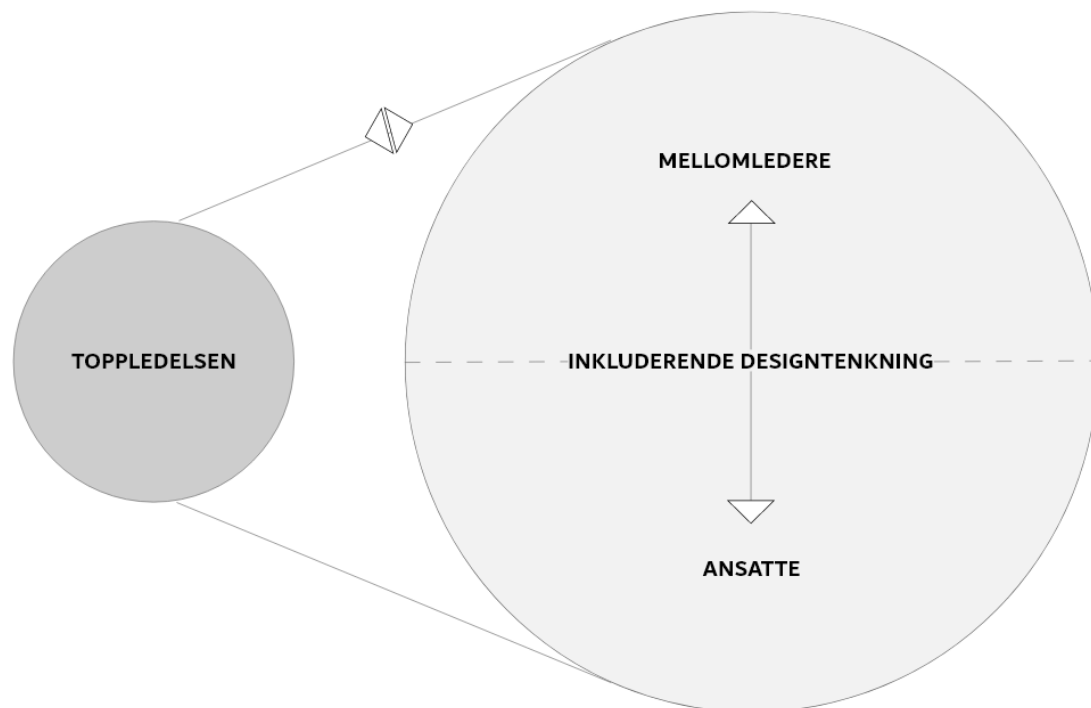 MELLOMLEDERE
TOPPLEDELSEN
INKLUDERENDE DESIGNTENKNING
ANSATTE